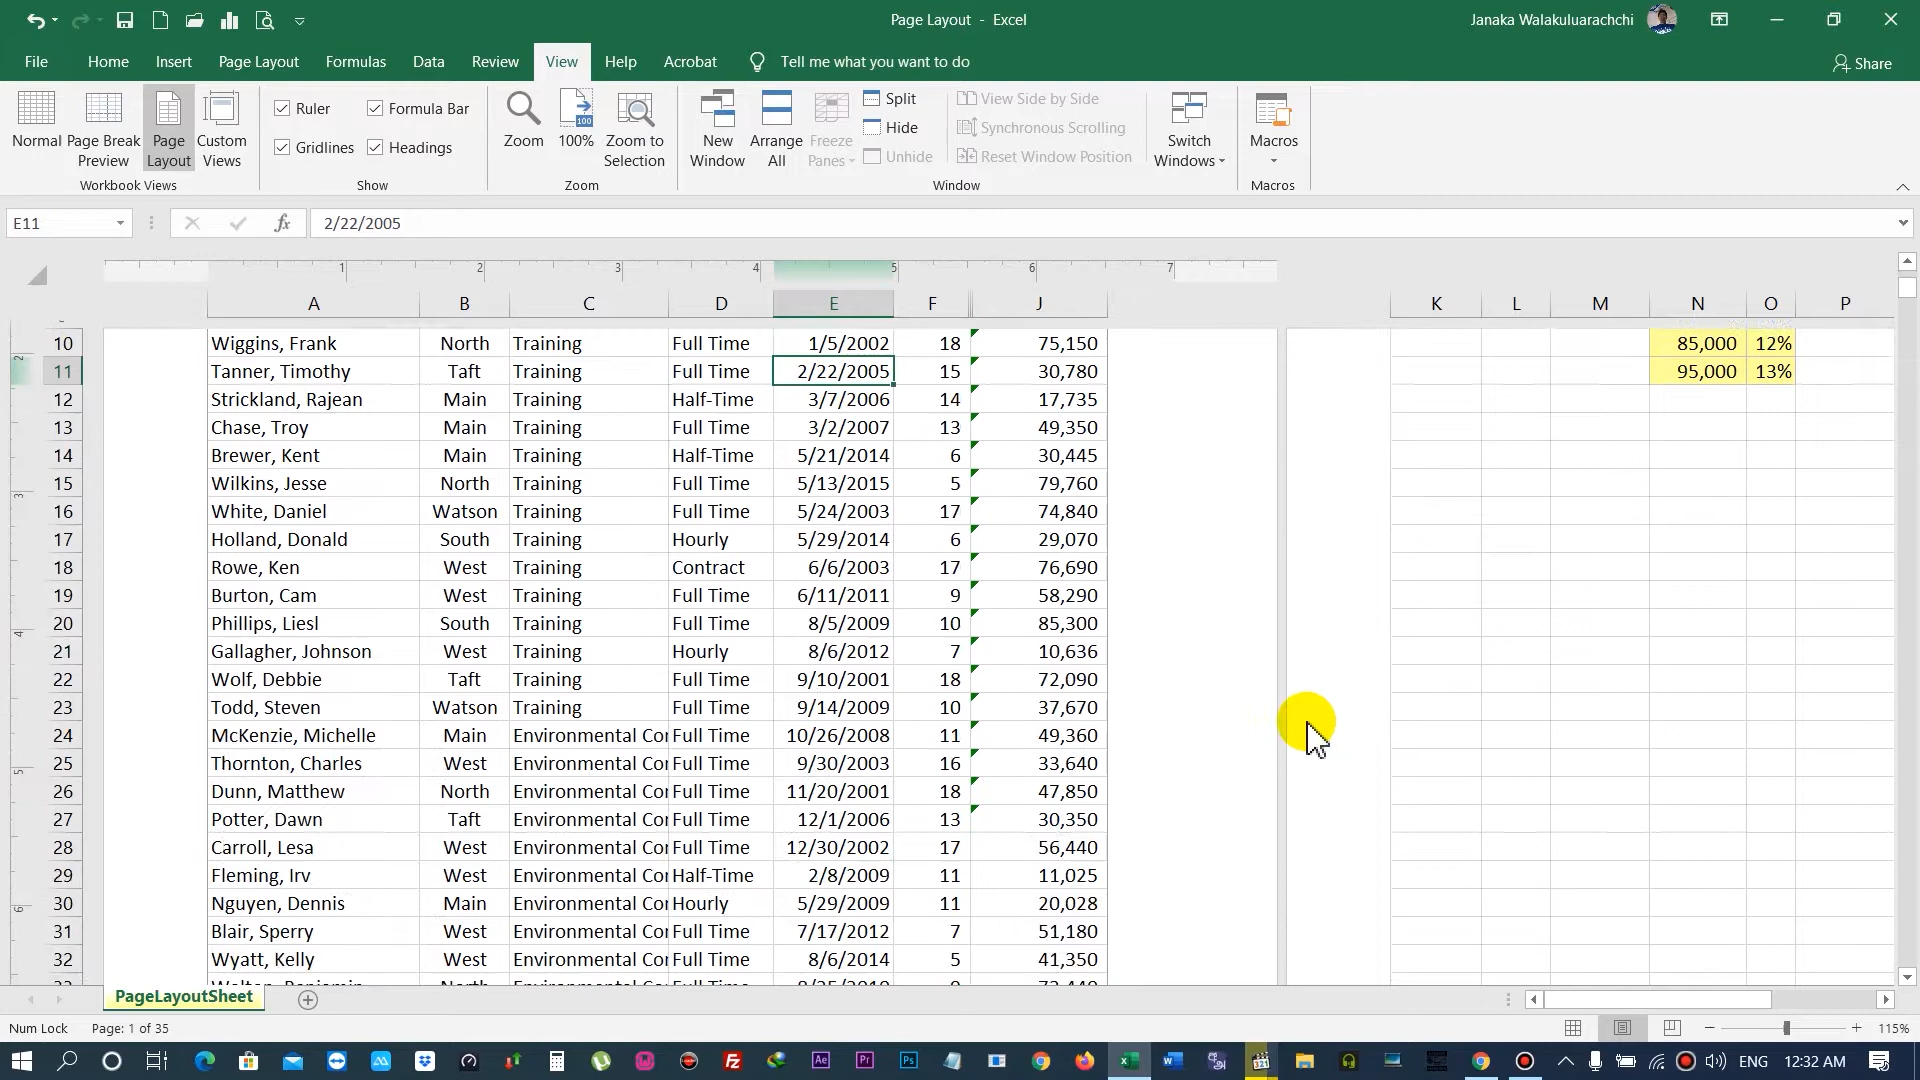 Page Layout - Excel
Janaka Walakuluarachchi
File Home Insert Page Layout Formulas Data Review View Help Acrobat Tell me what you want to do Share
Normal
Page Break Preview
Page Layout
Custom Views
Workbook Views
Ruler
Formula Bar
Gridlines
Headings
Show
Zoom
100
100%
Zoom to Selection
Zoom
New Window
Arrange All
Freeze Panes
Split
Hide
Unhide
View Side by Side
Synchronous Scrolling
Reset Window Position
Switch Windows
Window
Macros
Macros
E11 fx 2/22/2005
1 2 3 4 5 6 7
A B C D E F J K L M N O P
10 Wiggins, Frank North Training Full Time 1/5/2002 18 75,150 85,000 12%
11 Tanner, Timothy Taft Training Full Time 2/22/2005 15 30,780 95,000 13%
12 Strickland, Rajean Main Training Half-Time 3/7/2006 14 17,735
13 Chase, Troy Main Training Full Time 3/2/2007 13 49,350
14 Brewer, Kent Main Training Half-Time 5/21/2014 6 30,445
15 Wilkins, Jesse North Training Full Time 5/13/2015 5 79,760
16 White, Daniel Watson Training Full Time 5/24/2003 17 74,840
17 Holland, Donald South Training Hourly 5/29/2014 6 29,070
18 Rowe, Ken West Training Contract 6/6/2003 17 76,690
19 Burton, Cam West Training Full Time 6/11/2011 9 58,290
20 Phillips, Liesl South Training Full Time 8/5/2009 10 85,300
21 Gallagher, Johnson West Training Hourly 8/6/2012 7 10,636
22 Wolf, Debbie Taft Training Full Time 9/10/2001 18 72,090
23 Todd, Steven Watson Training Full Time 9/14/2009 10 37,670
24 McKenzie, Michelle Main Environmental Cor Full Time 10/26/2008 11 49,360
25 Thornton, Charles West Environmental Cor Full Time 9/30/2003 16 33,640
26 Dunn, Matthew North Environmental Cor Full Time 11/20/2001 18 47,850
27 Potter, Dawn Taft Environmental Cor Full Time 12/1/2006 13 30,350
28 Carroll, Lesa West Environmental Cor Full Time 12/30/2002 17 56,440
29 Fleming, Irv West Environmental Cor Half-Time 2/8/2009 11 11,025
30 Nguyen, Dennis Main Environmental Cor Hourly 5/29/2009 11 20,028
31 Blair, Sperry West Environmental Cor Full Time 7/17/2012 7 51,180
32 Wyatt, Kelly West Environmental Cor Full Time 8/6/2014 5 41,350
PageLayoutSheet
Num Lock Page: 1 of 35 115%
ENG 12:32 AM